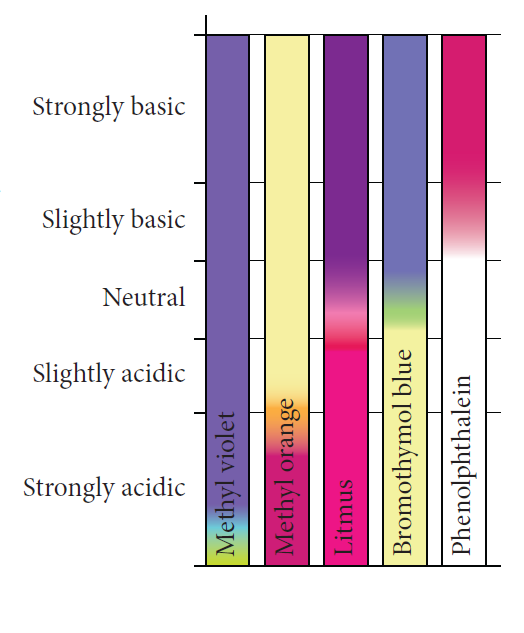 Strongly basic
Slightly basic
Neutral
Slightly acidic
Strongly acidic
Methyl violet
Methyl orange
Litmus
Bromothymol blue
Phenolphthalein